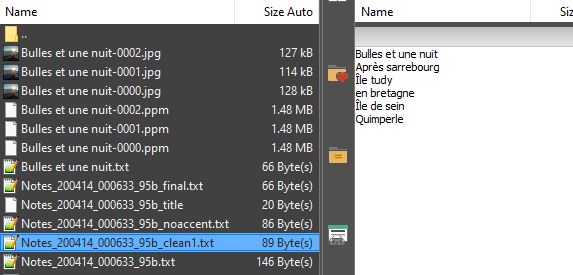 Name Size Auto
..
Bulles et une nuit-0002.jpg 127 kB
Bulles et une nuit-0001.jpg 114 kB
Bulles et une nuit-0000.jpg 128 kB
Bulles et une nuit-0002.ppm 1.48 MB
Bulles et une nuit-0001.ppm 1.48 MB
Bulles et une nuit-0000.ppm 1.48 MB
Bulles et une nuit.txt 66 Byte(s)
Notes_200414_000633_95b_final.txt 66 Byte(s)
Notes_200414_000633_95b_title 20 Byte(s)
Notes_200414_000633_95b_noaccent.txt 86 Byte(s)
Notes_200414_000633_95b_clean1.txt 89 Byte(s)
Notes_200414_000633_95b.txt 146 Byte(s)
Name Size
Bulles et une nuit
Après sarrebourg
Île tudy
en bretagne
Île de sein
Quimperle